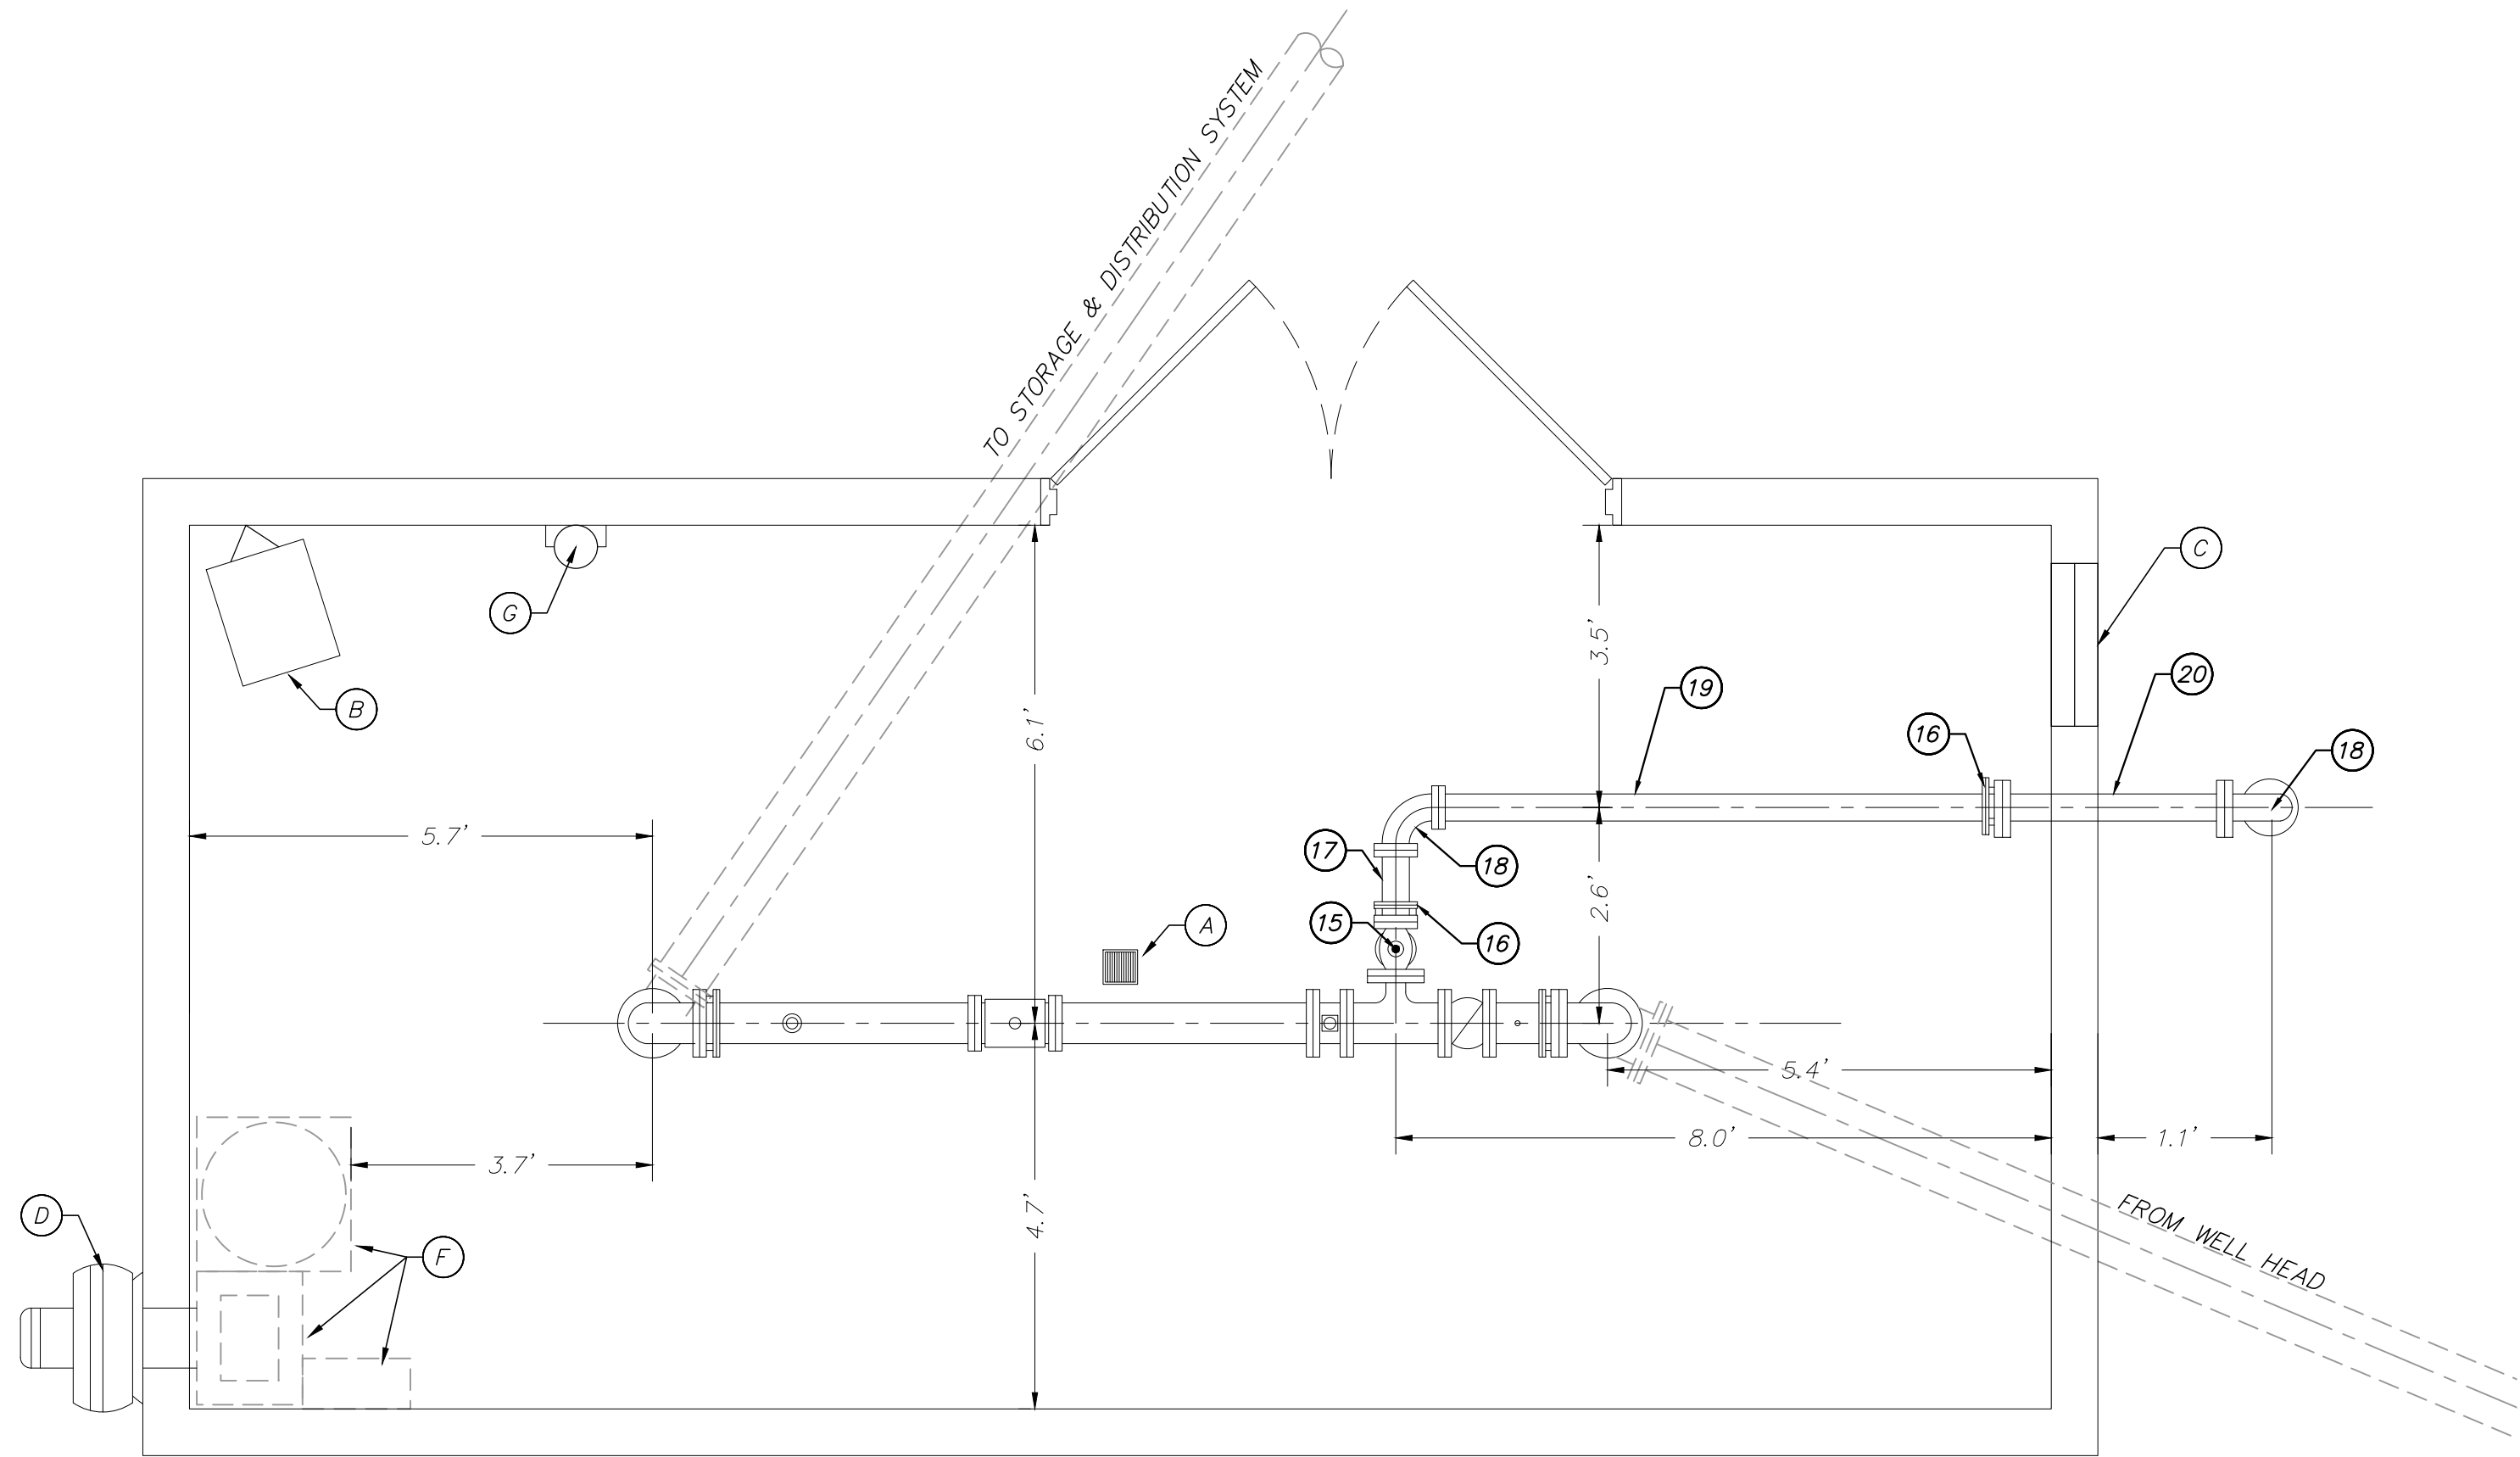 TO STORAGE & DISTRIBUTION SYSTEM
C
G
3.5'
19
20
B
6.1'
16
18
5.7'
17
18
2.6'
A
15
16
5.4'
8.0'
1.1'
3.7'
4.7'
D
F
FROM WELL HEAD